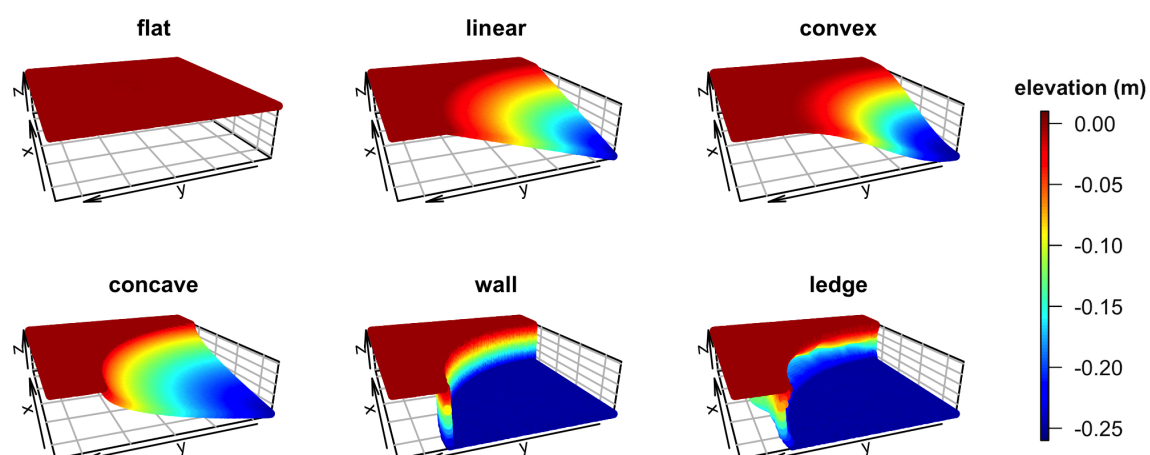 flat
linear
convex
z
x
y
z
x
y
z
x
y
elevation (m)
0.00
-0.05
-0.10
-0.15
-0.20
-0.25
concave
wall
ledge
z
x
y
z
x
y
z
x
y